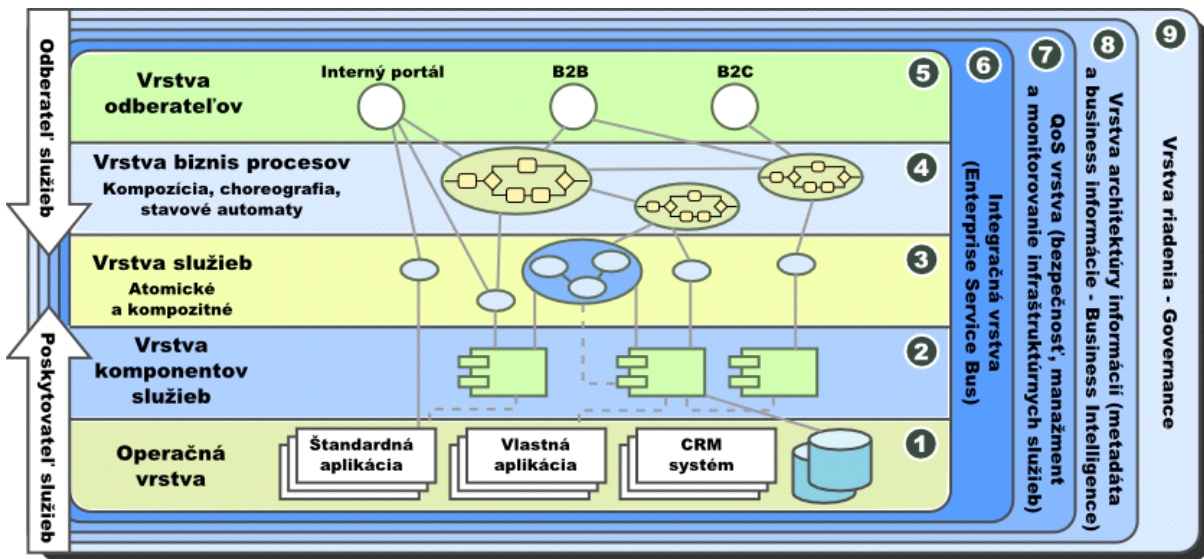 Odberateľ služieb
Poskytovateľ služieb
Interný portál
B2B
B2C
5
Vrstva
odberateľov
Vrstva biznis procesov
Kompozícia, choreografia,
stavové automaty
4
Vrstva služieb
Atomické
a kompozitné
3
Vrstva
komponentov
služieb
2
Operačná
vrstva
Štandardná
aplikácia
Vlastná
aplikácia
CRM
systém
1
6
Integračná vrstva
(Enterprise Service Bus)
7
QoS vrstva (bezpečnosť, manažment
a monitorovanie infraštruktúrnych služieb)
8
Vrstva architektúry informácií (metadáta
a business informácie - Business Intelligence)
9
Vrstva riadenia - Governance